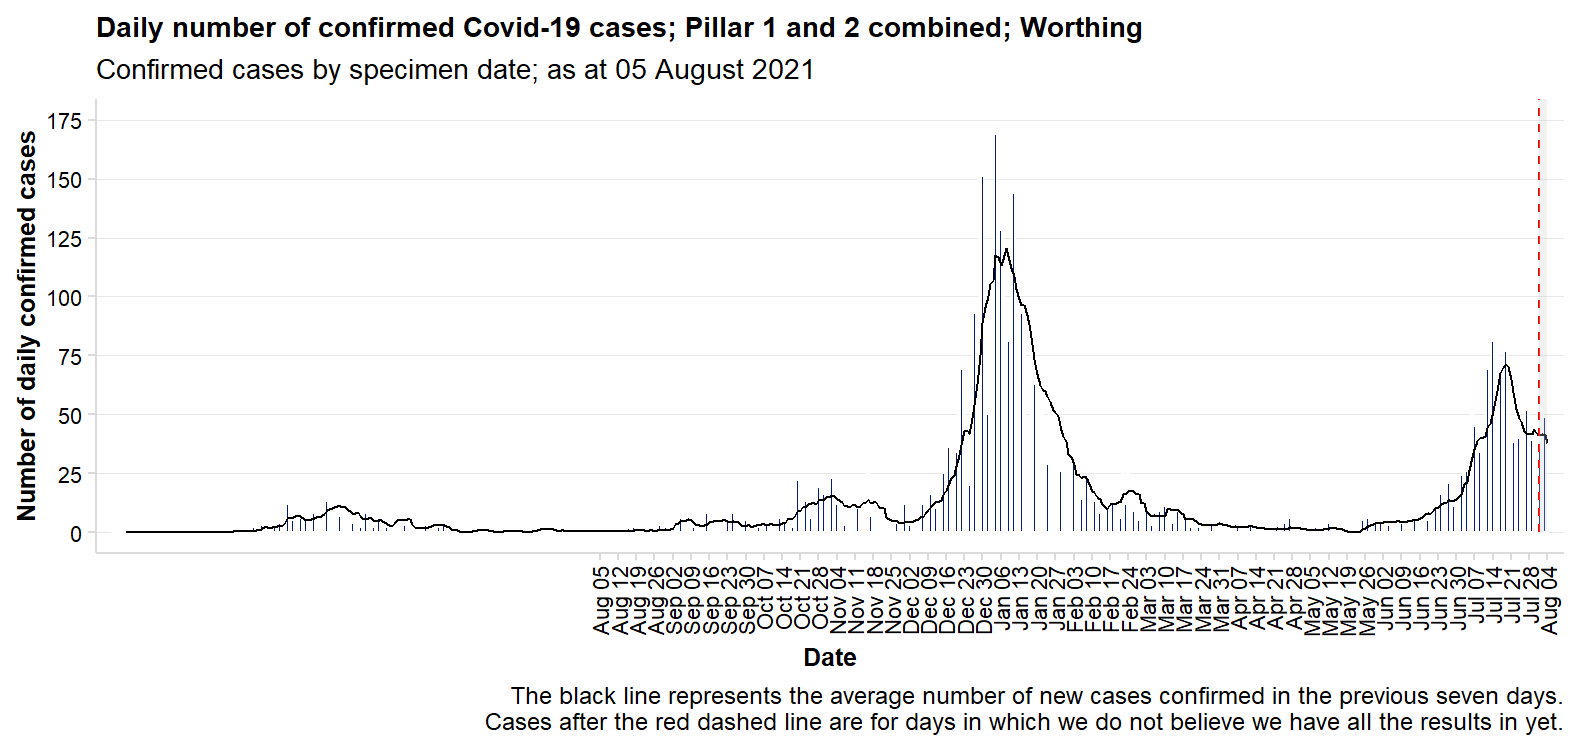 Daily number of confirmed Covid-19 cases; Pillar 1 and 2 combined; Worthing
Confirmed cases by specimen date; as at 05 August 2021
Number of daily confirmed cases
175
150
125
100
75
50
25
0
Aug 05
Aug 12
Aug 19
Aug 26
Sep 02
Sep 09
Sep 16
Sep 23
Sep 30
Oct 07
Oct 14
Oct 21
Oct 28
Nov 04
Nov 11
Nov 18
Nov 25
Dec 02
Dec 09
Dec 16
Dec 23
Dec 30
Jan 06
Jan 13
Jan 20
Jan 27
Feb 03
Feb 10
Feb 17
Feb 24
Mar 03
Mar 10
Mar 17
Mar 24
Mar 31
Apr 07
Apr 14
Apr 21
Apr 28
May 05
May 12
May 19
May 26
Jun 02
Jun 09
Jun 16
Jun 23
Jun 30
Jul 07
Jul 14
Jul 21
Jul 28
Aug 04
Date
The black line represents the average number of new cases confirmed in the previous seven days.
Cases after the red dashed line are for days in which we do not believe we have all the results in yet.